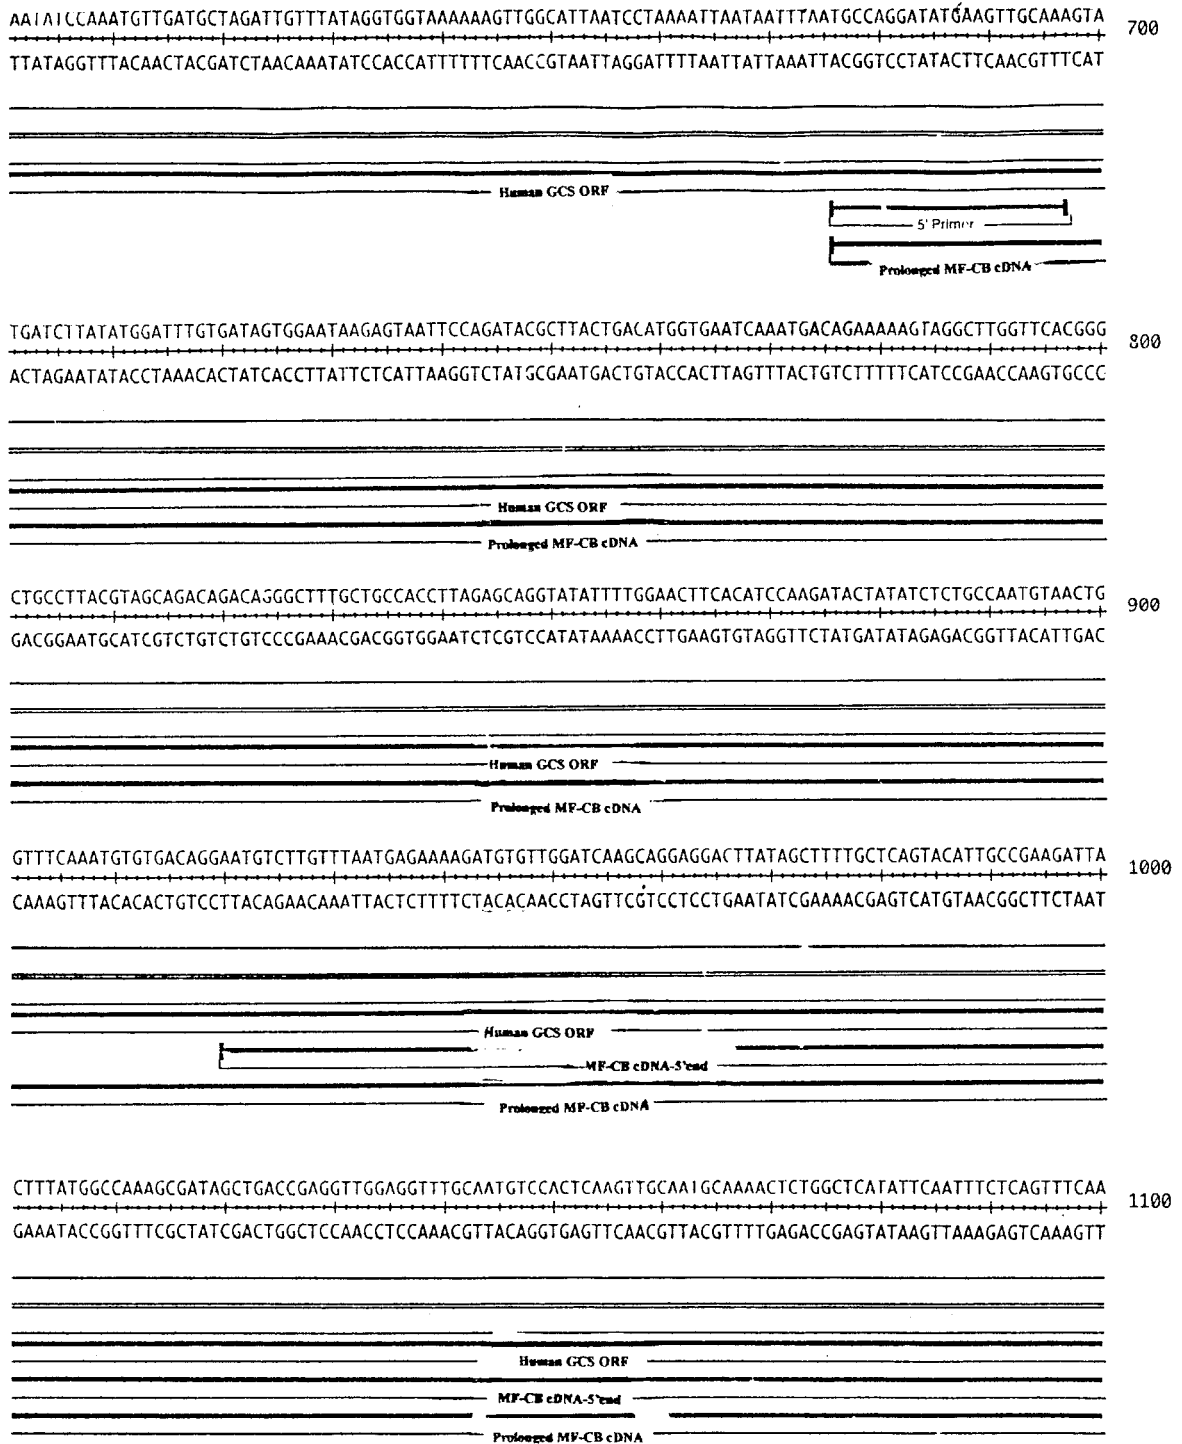 AATATCCAAATGTTGATGCTAGATTGTTTATAGGTGGTAAAAAAGTTGGCATTAATCCTAAAATTAATAATTTAATGCCAGGATATGAAGTTGCAAAGTA
700
TTATAGGTTTACAACTACGATCTAACAAATATCCACCATTTTTTCAACCGTAATTAGGATTTTAATTATTAAATTACGGTCCTATACTTCAACGTTTCAT
Human GCS ORF
5' Primer
Prolonged MF-CB cDNA
TGATCTTATATGGATTTGTGATAGTGGAATAAGAGTAATTCCAGATACGCTTACTGACATGGTGAATCAAATGACAGAAAAAGTAGGCTTGGTTCACGGG
800
ACTAGAATATACCTAAACACTATCACCTTATTCTCATTAAGGTCTATGCGAATGACTGTACCACTTAGTTTACTGTCTTTTTCATCCGAACCAAGTGCCC
Human GCS ORF
Prolonged MF-CB cDNA
CTGCCTTACGTAGCAGACAGACAGGGCTTTGCTGCCACCTTAGAGCAGGTATATTTTGGAACTTCACATCCAAGATACTATATCTCTGCCAATGTAACTG
900
GACGGAATGCATCGTCTGTCTGTCCCGAAACGACGGTGGAATCTCGTCCATATAAAACCTTGAAGTGTAGGTTCTATGATATAGAGACGGTTACATTGAC
Human GCS ORF
Prolonged MF-CB cDNA
GTTTCAAATGTGTGACAGGAATGTCTTGTTTAATGAGAAAAGATGTGTTGGATCAAGCAGGAGGACTTATAGCTTTTGCTCAGTACATTGCCGAAGATTA
1000
CAAAGTTTACACACTGTCCTTACAGAACAAATTACTCTTTTCTACACAACCTAGTTCGTCCTCCTGAATATCGAAAACGAGTCATGTAACGGCTTCTAAT
Human GCS ORF
MF-CB cDNA-5'end
Prolonged MF-CB cDNA
CTTTATGGCCAAAGCGATAGCTGACCGAGGTTGGAGGTTTGCAATGTCCACTCAAGTTGCAATGCAAAACTCTGGCTCATATTCAATTTCTCAGTTTCAA
1100
GAAATACCGGTTTCGCTATCGACTGGCTCCAACCTCCAAACGTTACAGGTGAGTTCAACGTTACGTTTTGAGACCGAGTATAAGTTAAAGAGTCAAAGTT
Human GCS ORF
MF-CB cDNA-5'end
Prolonged MF-CB cDNA